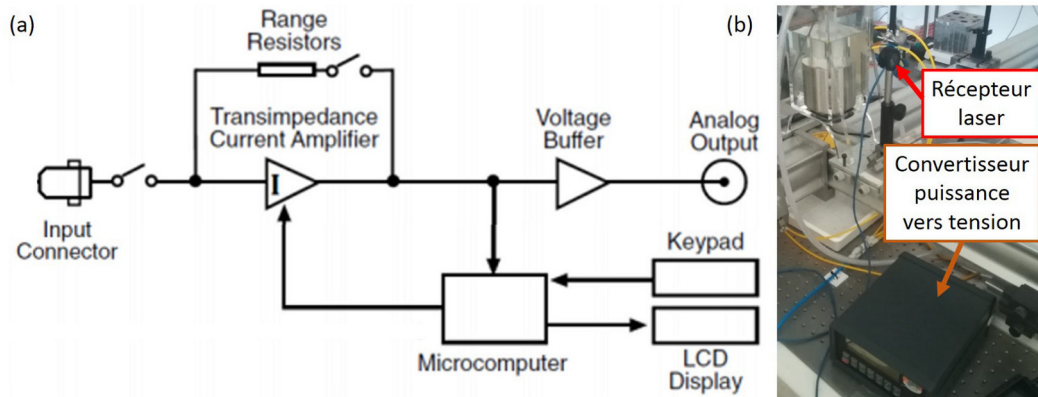 (a)
Range
Resistors
Transimpedance
Current Amplifier
I
Voltage
Buffer
Analog
Output
Input
Connector
Keypad
Microcomputer
LCD
Display
(b)
Récepteur
laser
Convertisseur
puissance
vers tension